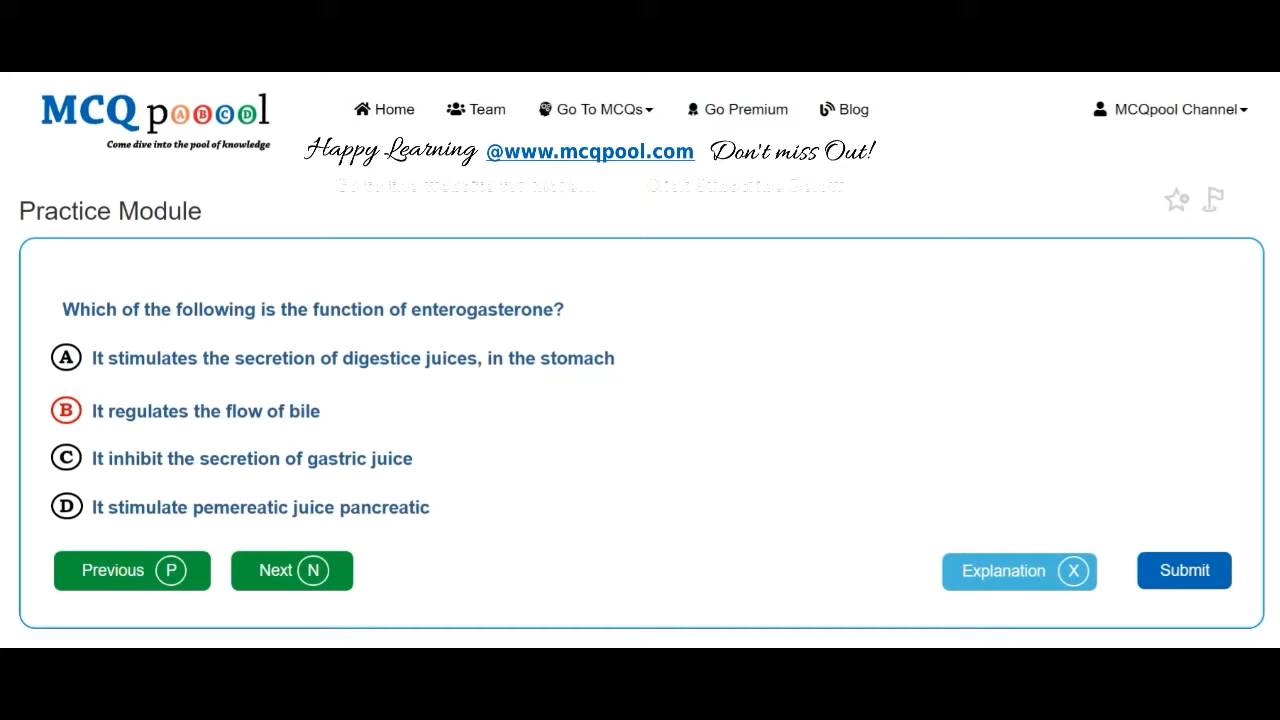 MCQ pooool
Come dive into the pool of knowledge
Home Team Go To MCQs Go Premium Blog MCQpool Channel
Happy Learning @www.mcqpool.com Don't miss Out!
Practice Module
Which of the following is the function of enterogasterone?
A It stimulates the secretion of digestice juices, in the stomach
B It regulates the flow of bile
C It inhibit the secretion of gastric juice
D It stimulate pemereatic juice pancreatic
Previous P Next N Explanation X Submit